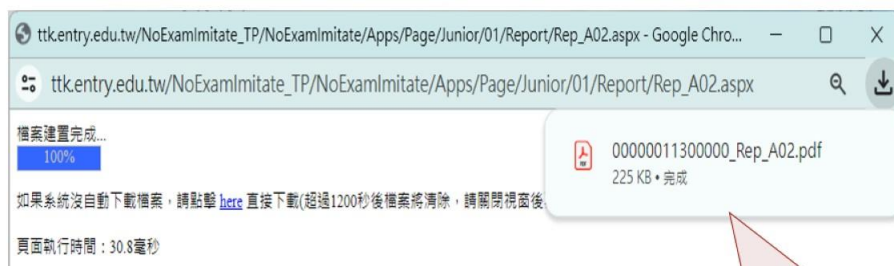 ttk.entry.edu.tw/NoExamImitate_TP/NoExamImitate/Apps/Page/Junior/01/Report/Rep_A02.aspx - Google Chro...
ttk.entry.edu.tw/NoExamImitate_TP/NoExamImitate/Apps/Page/Junior/01/Report/Rep_A02.aspx
檔案建置完成...
100%
00000011300000_Rep_A02.pdf
225 KB • 完成
如果系統沒自動下載檔案，請點擊 here 直接下載(超過1200秒後檔案將清除，請關閉視窗後
頁面執行時間：30.8毫秒